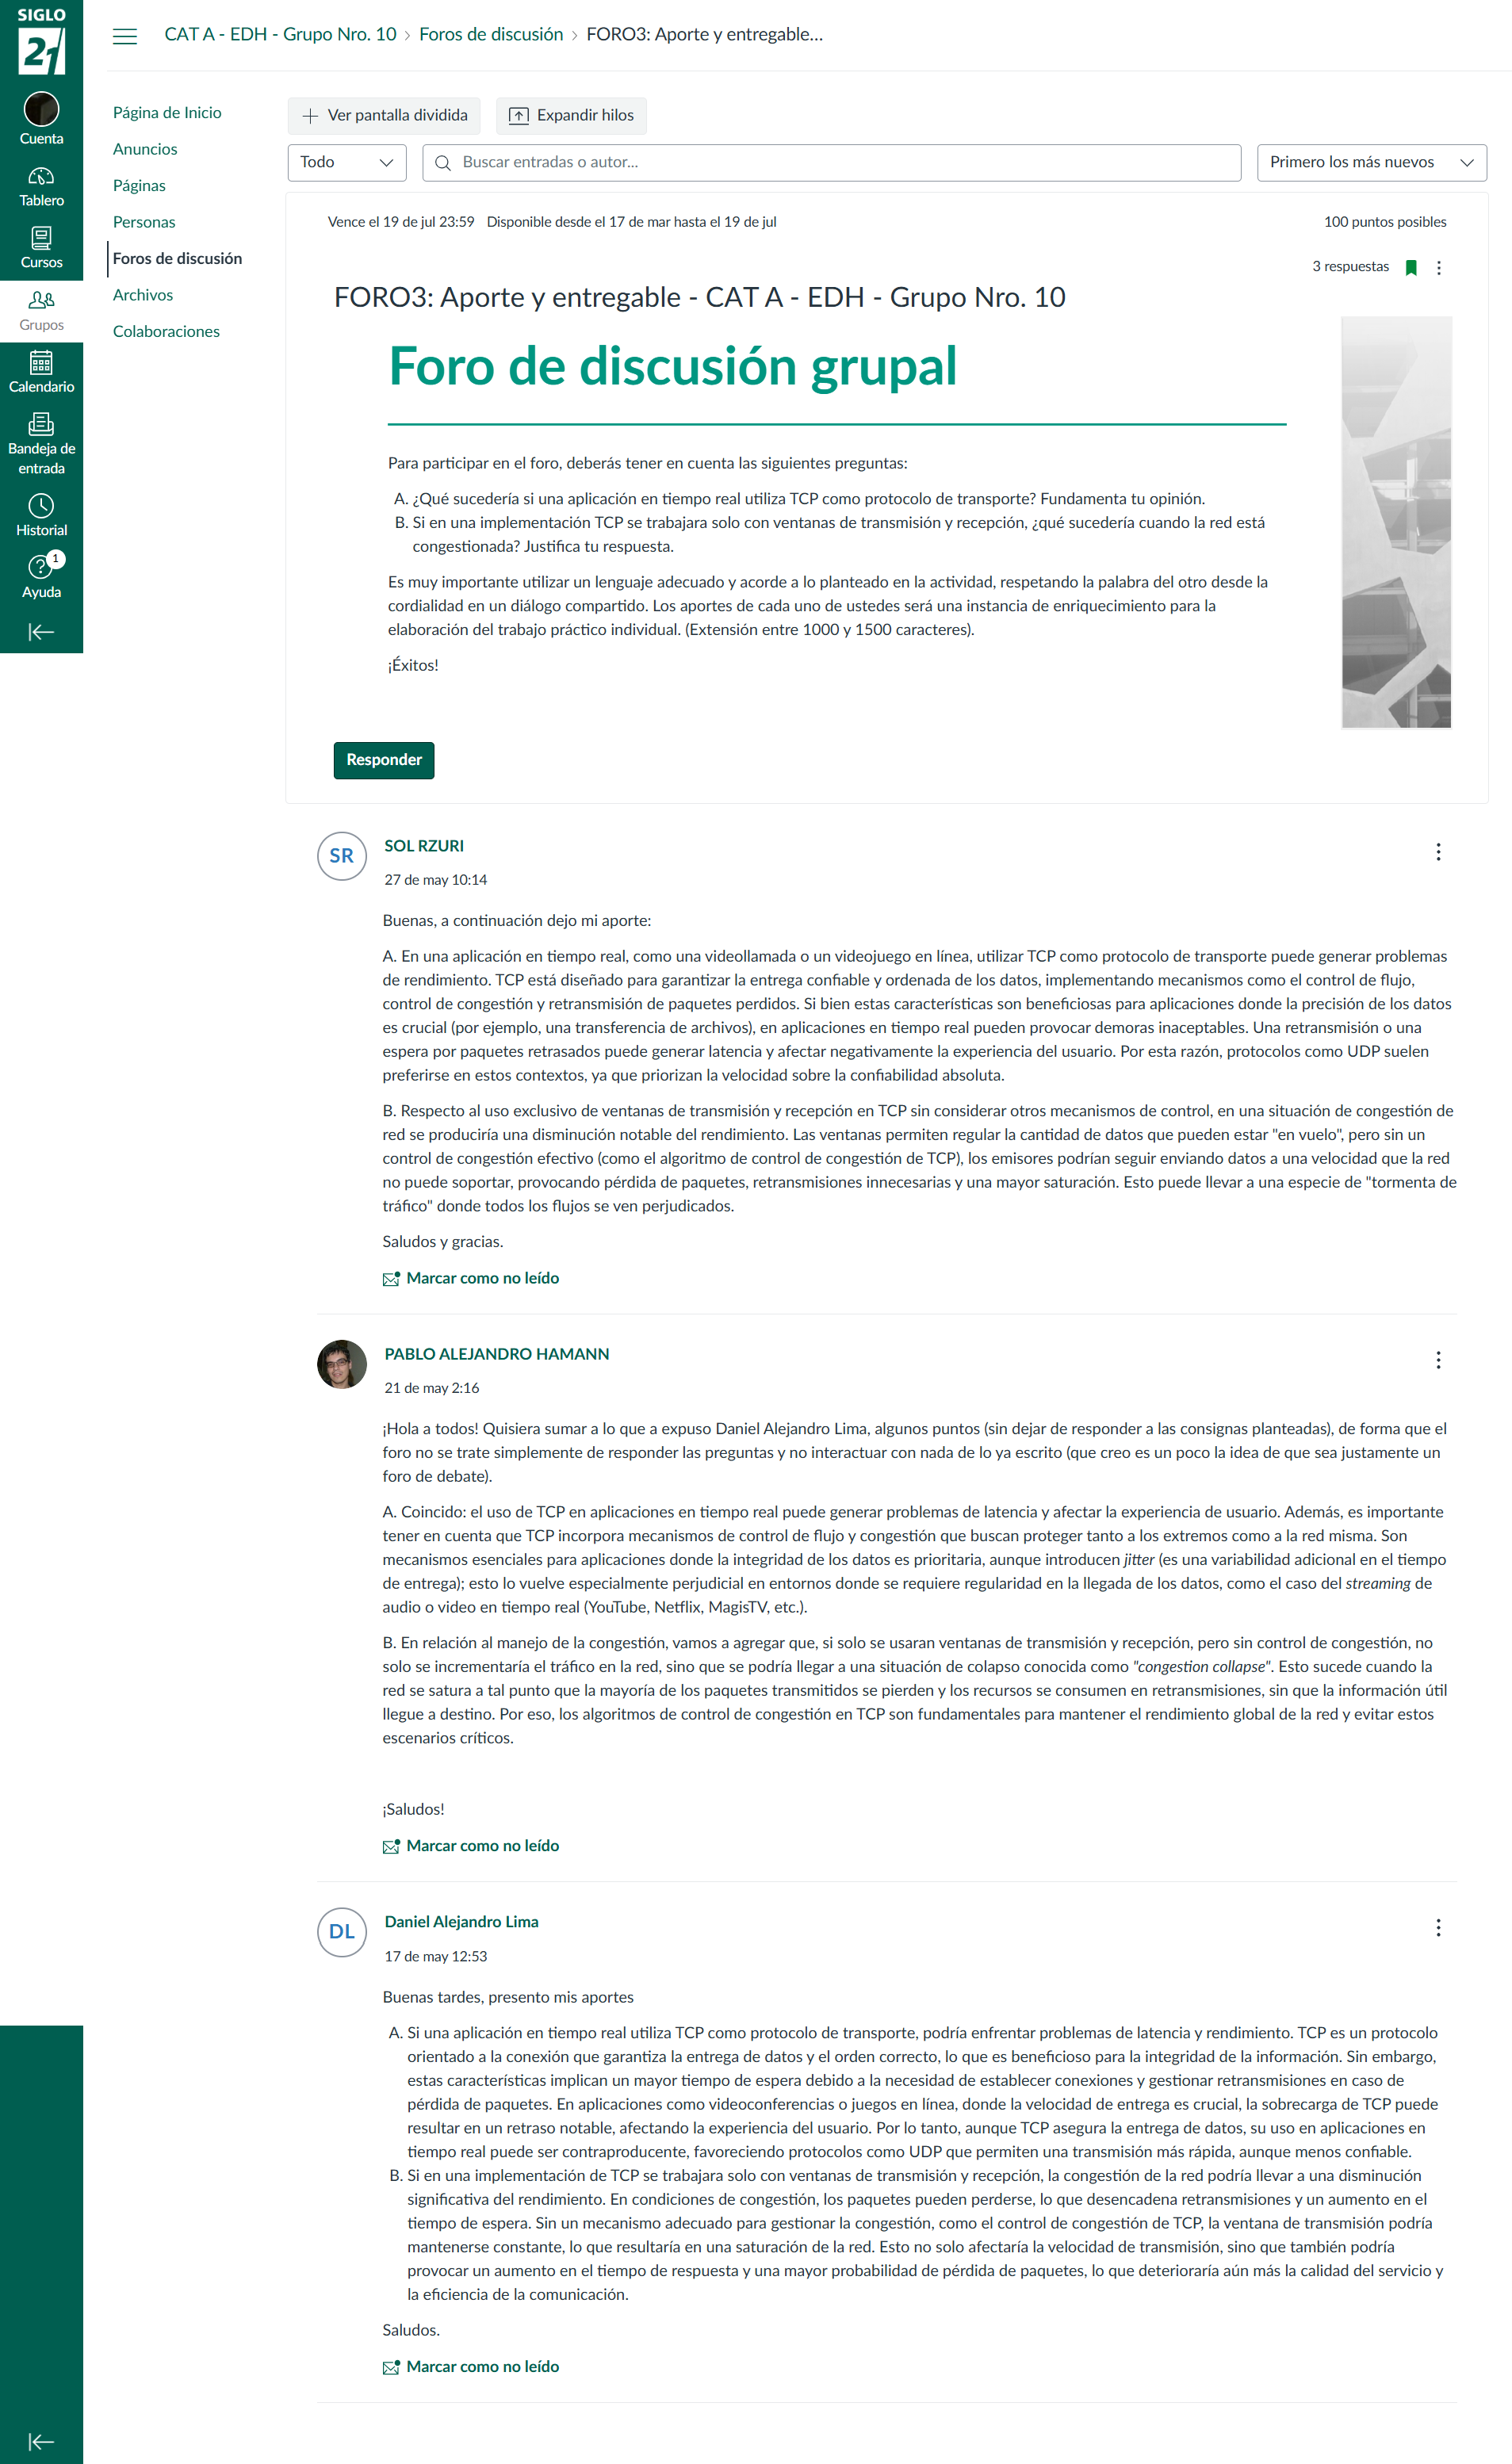 SIGLO
21
CAT A - EDH - Grupo Nro. 10 › Foros de discusión › FORO3: Aporte y entregable...
Cuenta
Tablero
Cursos
Grupos
Calendario
Bandeja de
entrada
Historial
1
Ayuda
Página de Inicio
Anuncios
Páginas
Personas
Foros de discusión
Archivos
Colaboraciones
Ver pantalla dividida
Expandir hilos
Todo
Buscar entradas o autor...
Primero los más nuevos
Vence el 19 de jul 23:59 Disponible desde el 17 de mar hasta el 19 de jul
100 puntos posibles
3 respuestas
FORO3: Aporte y entregable - CAT A - EDH - Grupo Nro. 10
Foro de discusión grupal
Para participar en el foro, deberás tener en cuenta las siguientes preguntas:
A. ¿Qué sucedería si una aplicación en tiempo real utiliza TCP como protocolo de transporte? Fundamenta tu opinión.
B. Si en una implementación TCP se trabajara solo con ventanas de transmisión y recepción, ¿qué sucedería cuando la red está
congestionada? Justifica tu respuesta.
Es muy importante utilizar un lenguaje adecuado y acorde a lo planteado en la actividad, respetando la palabra del otro desde la
cordialidad en un diálogo compartido. Los aportes de cada uno de ustedes será una instancia de enriquecimiento para la
elaboración del trabajo práctico individual. (Extensión entre 1000 y 1500 caracteres).
¡Éxitos!
Responder
SR
SOL RZURI
27 de may 10:14
Buenas, a continuación dejo mi aporte:
A. En una aplicación en tiempo real, como una videollamada o un videojuego en línea, utilizar TCP como protocolo de transporte puede generar problemas
de rendimiento. TCP está diseñado para garantizar la entrega confiable y ordenada de los datos, implementando mecanismos como el control de flujo,
control de congestión y retransmisión de paquetes perdidos. Si bien estas características son beneficiosas para aplicaciones donde la precisión de los datos
es crucial (por ejemplo, una transferencia de archivos), en aplicaciones en tiempo real pueden provocar demoras inaceptables. Una retransmisión o una
espera por paquetes retrasados puede generar latencia y afectar negativamente la experiencia del usuario. Por esta razón, protocolos como UDP suelen
preferirse en estos contextos, ya que priorizan la velocidad sobre la confiabilidad absoluta.
B. Respecto al uso exclusivo de ventanas de transmisión y recepción en TCP sin considerar otros mecanismos de control, en una situación de congestión de
red se produciría una disminución notable del rendimiento. Las ventanas permiten regular la cantidad de datos que pueden estar "en vuelo", pero sin un
control de congestión efectivo (como el algoritmo de control de congestión de TCP), los emisores podrían seguir enviando datos a una velocidad que la red
no puede soportar, provocando pérdida de paquetes, retransmisiones innecesarias y una mayor saturación. Esto puede llevar a una especie de "tormenta de
tráfico" donde todos los flujos se ven perjudicados.
Saludos y gracias.
Marcar como no leído
PABLO ALEJANDRO HAMANN
21 de may 2:16
¡Hola a todos! Quisiera sumar a lo que a expuso Daniel Alejandro Lima, algunos puntos (sin dejar de responder a las consignas planteadas), de forma que el
foro no se trate simplemente de responder las preguntas y no interactuar con nada de lo ya escrito (que creo es un poco la idea de que sea justamente un
foro de debate).
A. Coincido: el uso de TCP en aplicaciones en tiempo real puede generar problemas de latencia y afectar la experiencia de usuario. Además, es importante
tener en cuenta que TCP incorpora mecanismos de control de flujo y congestión que buscan proteger tanto a los extremos como a la red misma. Son
mecanismos esenciales para aplicaciones donde la integridad de los datos es prioritaria, aunque introducen jitter (es una variabilidad adicional en el tiempo
de entrega); esto lo vuelve especialmente perjudicial en entornos donde se requiere regularidad en la llegada de los datos, como el caso del streaming de
audio o video en tiempo real (YouTube, Netflix, MagisTV, etc.).
B. En relación al manejo de la congestión, vamos a agregar que, si solo se usaran ventanas de transmisión y recepción, pero sin control de congestión, no
solo se incrementaría el tráfico en la red, sino que se podría llegar a una situación de colapso conocida como "congestion collapse". Esto sucede cuando la
red se satura a tal punto que la mayoría de los paquetes transmitidos se pierden y los recursos se consumen en retransmisiones, sin que la información útil
llegue a destino. Por eso, los algoritmos de control de congestión en TCP son fundamentales para mantener el rendimiento global de la red y evitar estos
escenarios críticos.
¡Saludos!
Marcar como no leído
DL
Daniel Alejandro Lima
17 de may 12:53
Buenas tardes, presento mis aportes
A. Si una aplicación en tiempo real utiliza TCP como protocolo de transporte, podría enfrentar problemas de latencia y rendimiento. TCP es un protocolo
orientado a la conexión que garantiza la entrega de datos y el orden correcto, lo que es beneficioso para la integridad de la información. Sin embargo,
estas características implican un mayor tiempo de espera debido a la necesidad de establecer conexiones y gestionar retransmisiones en caso de
pérdida de paquetes. En aplicaciones como videoconferencias o juegos en línea, donde la velocidad de entrega es crucial, la sobrecarga de TCP puede
resultar en un retraso notable, afectando la experiencia del usuario. Por lo tanto, aunque TCP asegura la entrega de datos, su uso en aplicaciones en
tiempo real puede ser contraproducente, favoreciendo protocolos como UDP que permiten una transmisión más rápida, aunque menos confiable.
B. Si en una implementación de TCP se trabajara solo con ventanas de transmisión y recepción, la congestión de la red podría llevar a una disminución
significativa del rendimiento. En condiciones de congestión, los paquetes pueden perderse, lo que desencadena retransmisiones y un aumento en el
tiempo de espera. Sin un mecanismo adecuado para gestionar la congestión, como el control de congestión de TCP, la ventana de transmisión podría
mantenerse constante, lo que resultaría en una saturación de la red. Esto no solo afectaría la velocidad de transmisión, sino que también podría
provocar un aumento en el tiempo de respuesta y una mayor probabilidad de pérdida de paquetes, lo que deterioraría aún más la calidad del servicio y
la eficiencia de la comunicación.
Saludos.
Marcar como no leído